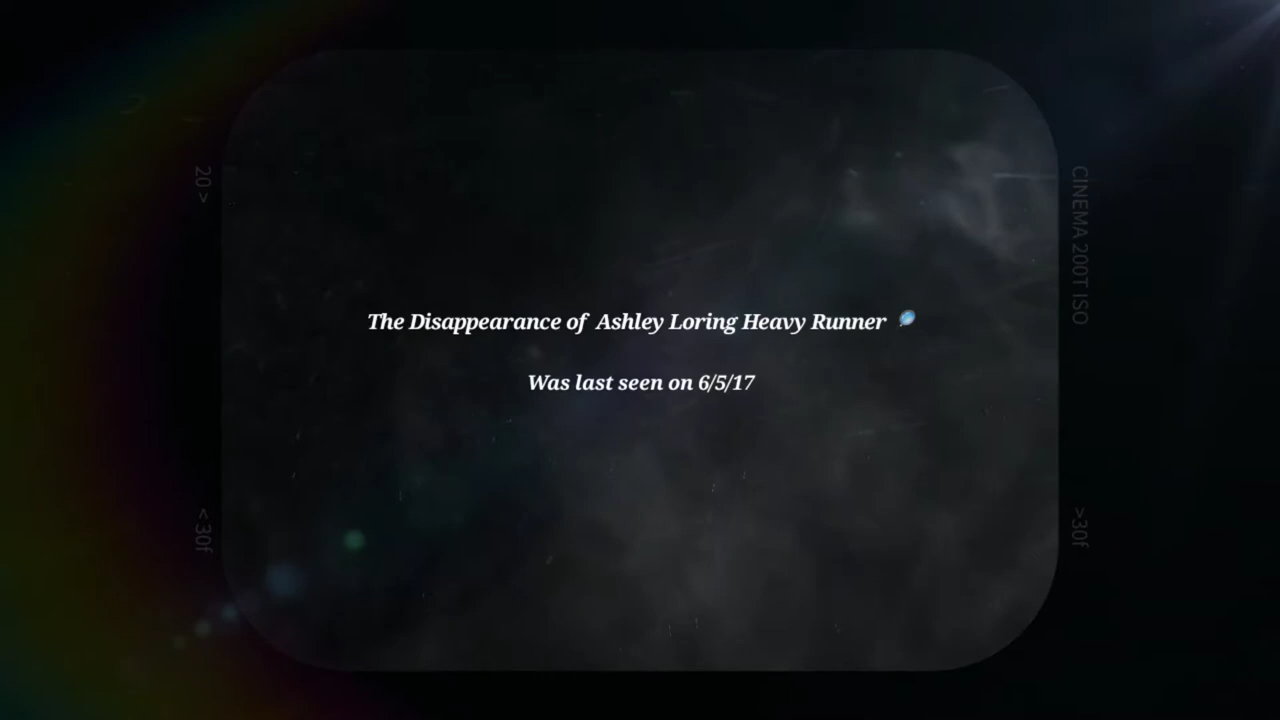 The Disappearance of Ashley Loring Heavy Runner 🔍
Was last seen on 6/5/17
20 >
< 30f
CINEMA 200T ISO
>30f